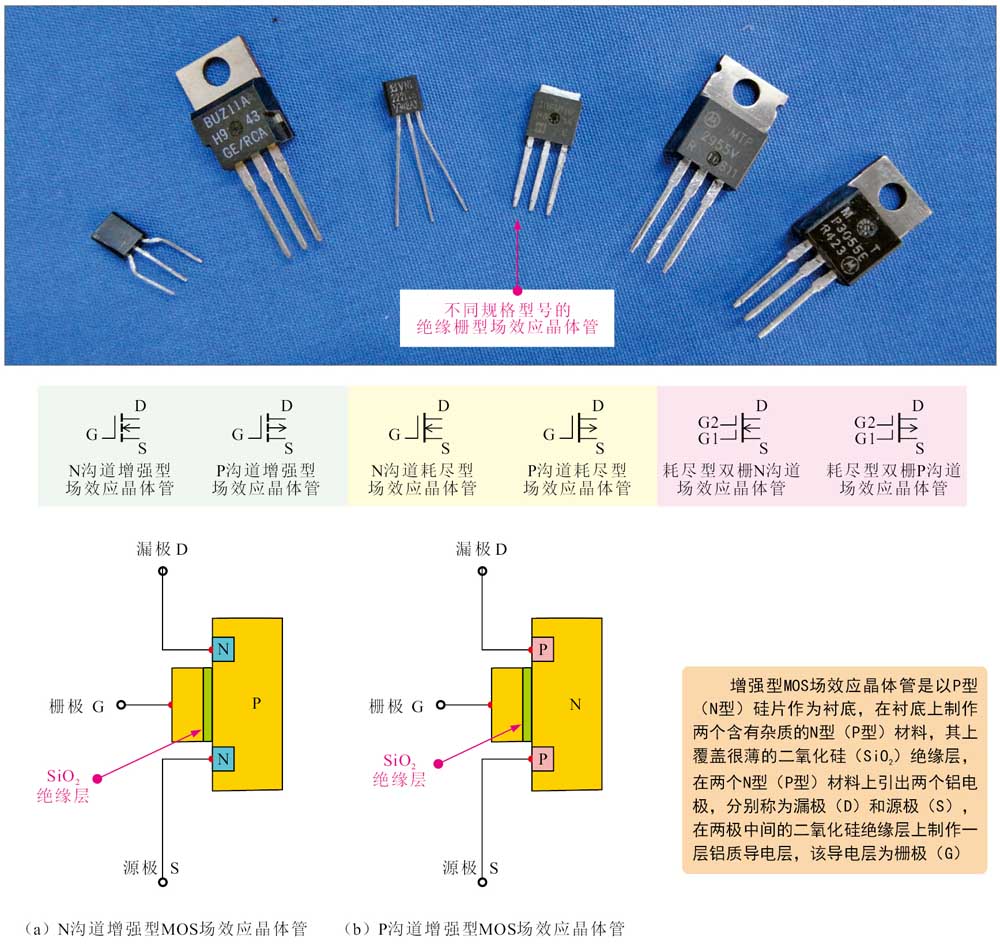 BUZ11A
H9 43
GE/RCA
MTP
2955V
R
M T
P3055E
R423 M
不同规格型号的
绝缘栅型场效应晶体管
D
G
S
N沟道增强型
场效应晶体管
D
G
S
P沟道增强型
场效应晶体管
D
G
S
N沟道耗尽型
场效应晶体管
D
G
S
P沟道耗尽型
场效应晶体管
D
G2
G1
S
耗尽型双栅N沟道
场效应晶体管
D
G2
G1
S
耗尽型双栅P沟道
场效应晶体管
漏极 D
N
栅极 G
P
SiO₂
绝缘层
N
源极 S
(a) N沟道增强型MOS场效应晶体管
漏极 D
P
栅极 G
N
SiO₂
绝缘层
P
源极 S
(b) P沟道增强型MOS场效应晶体管
增强型MOS场效应晶体管是以P型
（N型）硅片作为衬底，在衬底上制作
两个含有杂质的N型（P型）材料，其上
覆盖很薄的二氧化硅（SiO₂）绝缘层，
在两个N型（P型）材料上引出两个铝电
极，分别称为漏极（D）和源极（S），
在两极中间的二氧化硅绝缘层上制作一
层铝质导电层，该导电层为栅极（G）